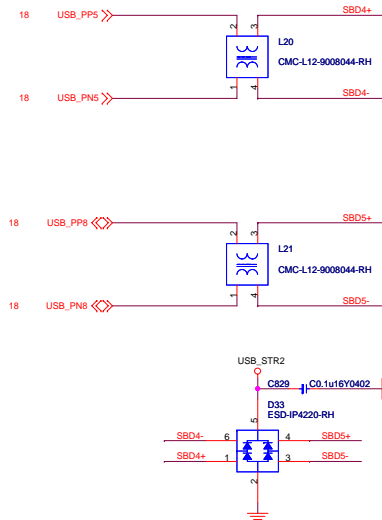 18 USB_PP5 SBD4+
2 3
L20
CMC-L12-9008044-RH
1 4
18 USB_PN5 SBD4-
18 USB_PP8 SBD5+
2 3
L21
CMC-L12-9008044-RH
1 4
18 USB_PN8 SBD5-
USB_STR2
C829 C0.1u16Y0402
D33
ESD-IP4220-RH
5
SBD4- 6 4 SBD5+
SBD4+ 1 3 SBD5-
2